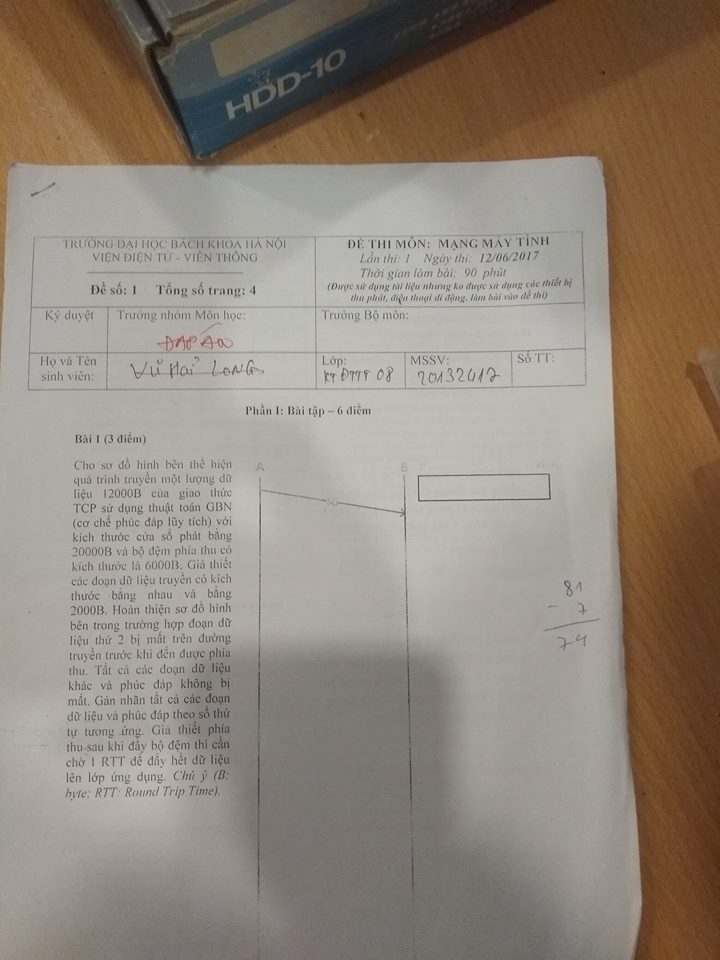 HDD-10
TRƯỜNG ĐẠI HỌC BÁCH KHOA HÀ NỘI
VIỆN ĐIỆN TỬ - VIỄN THÔNG
Đề số: 1 Tổng số trang: 4
ĐỀ THI MÔN: MẠNG MÁY TÍNH
Lần thi: 1 Ngày thi: 12/06/2017
Thời gian làm bài: 90 phút
(Được sử dụng tài liệu nhưng ko được sử dụng các thiết bị
thu phát, điện thoại di động, làm bài vào đề thi)
Ký duyệt
Trưởng nhóm Môn học:
ĐÁP ÁN
Trưởng Bộ môn:
Họ và Tên
sinh viên:
VŨ HẢI LONG
Lớp:
KT ĐTTT 08
MSSV:
20132412
Số TT:
Phần I: Bài tập – 6 điểm
Bài 1 (3 điểm)
Cho sơ đồ hình bên thể hiện
quá trình truyền một lượng dữ
liệu 12000B của giao thức
TCP sử dụng thuật toán GBN
(cơ chế phúc đáp lũy tích) với
kích thước cửa sổ phát bằng
20000B và bộ đệm phía thu có
kích thước là 6000B. Giả thiết
các đoạn dữ liệu truyền có kích
thước bằng nhau và bằng
2000B. Hoàn thiện sơ đồ hình
bên trong trường hợp đoạn dữ
liệu thứ 2 bị mất trên đường
truyền trước khi đến được phía
thu. Tất cả các đoạn dữ liệu
khác và phúc đáp không bị
mất. Gán nhãn tất cả các đoạn
dữ liệu và phúc đáp theo số thứ
tự tương ứng. Giả thiết phía
thu-sau khi đầy bộ đệm thì cần
chờ 1 RTT để đẩy hết dữ liệu
lên lớp ứng dụng. Chú ý (B:
byte; RTT: Round Trip Time).
A
B
81
- 7
74